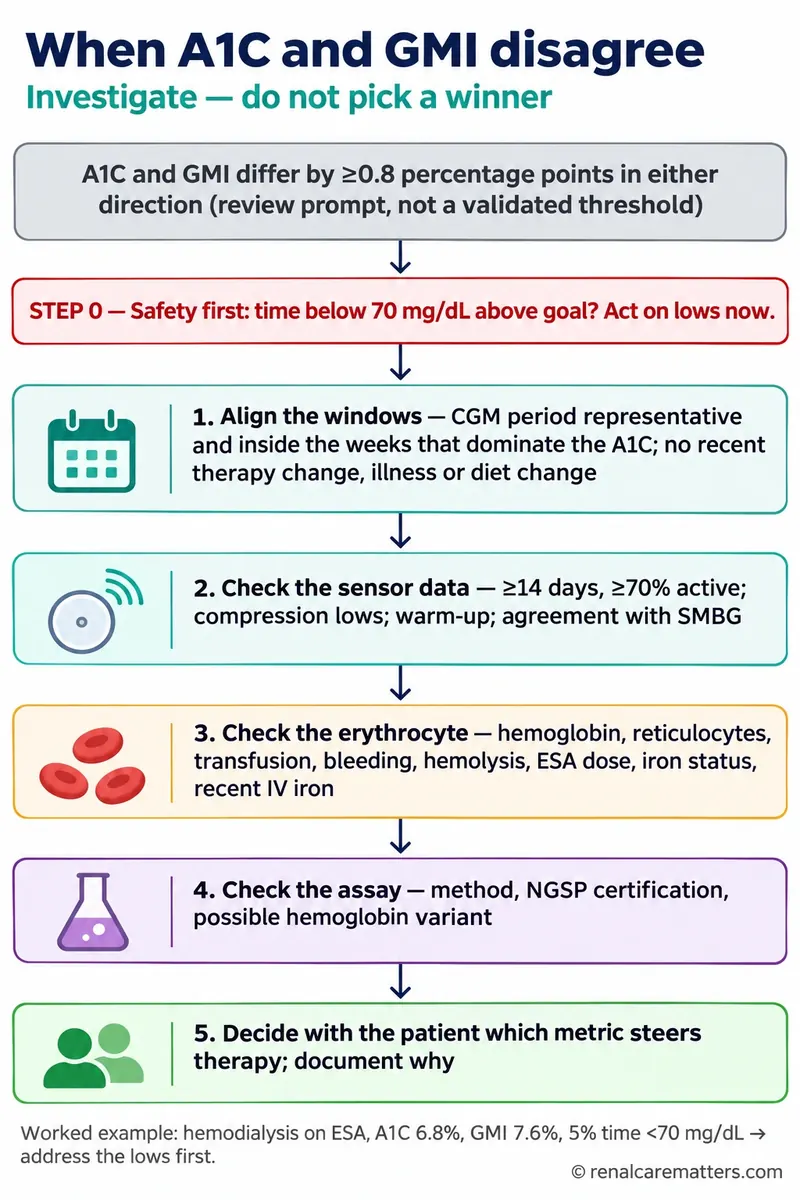 When A1C and GMI disagree
Investigate — do not pick a winner
A1C and GMI differ by ≥0.8 percentage points in either
direction (review prompt, not a validated threshold)
STEP 0 — Safety first: time below 70 mg/dL above goal? Act on lows now.
1. Align the windows — CGM period representative
and inside the weeks that dominate the A1C; no recent
therapy change, illness or diet change
2. Check the sensor data — ≥14 days, ≥70% active;
compression lows; warm-up; agreement with SMBG
3. Check the erythrocyte — hemoglobin, reticulocytes,
transfusion, bleeding, hemolysis, ESA dose, iron status,
recent IV iron
4. Check the assay — method, NGSP certification,
possible hemoglobin variant
5. Decide with the patient which metric steers
therapy; document why
Worked example: hemodialysis on ESA, A1C 6.8%, GMI 7.6%, 5% time <70 mg/dL →
address the lows first.
© renalcarematters.com